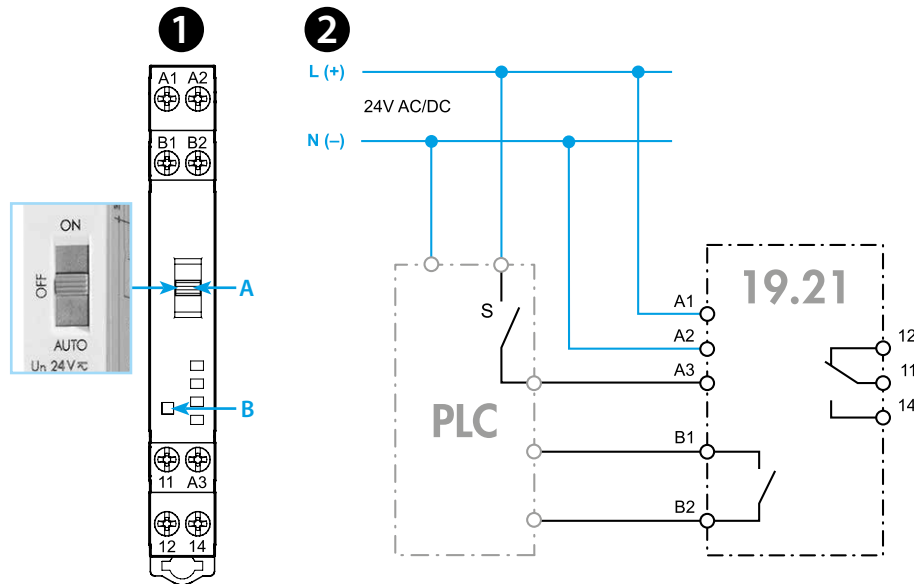 1
A1 A2
B1 B2
ON
OFF
AUTO
Un 24V
A
B
11 A3
12 14
2
L (+)
24V AC/DC
N (–)
S
PLC
19.21
A1
A2
A3
B1
B2
12
11
14